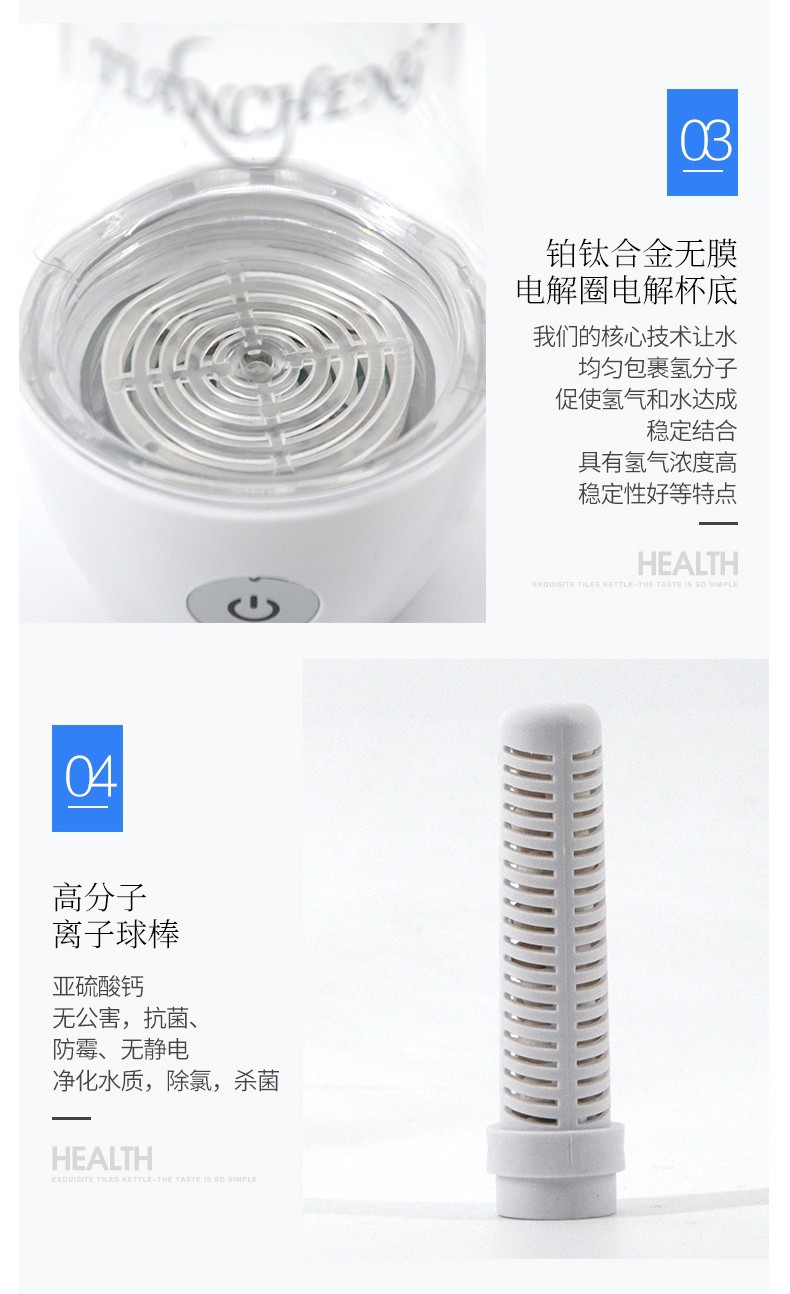 TIANCHENG
03
铂钛合金无膜
电解圈电解杯底
我们的核心技术让水
均匀包裹氢分子
促使氢气和水达成
稳定结合
具有氢气浓度高
稳定性好等特点
HEALTH
EXQUISITE TILES KETTLE-THE TASTE IS SO SIMPLE
04
高分子
离子球棒
亚硫酸钙
无公害，抗菌、
防霉、无静电
净化水质，除氯，杀菌
HEALTH
EXQUISITE TILES KETTLE-THE TASTE IS SO SIMPLE